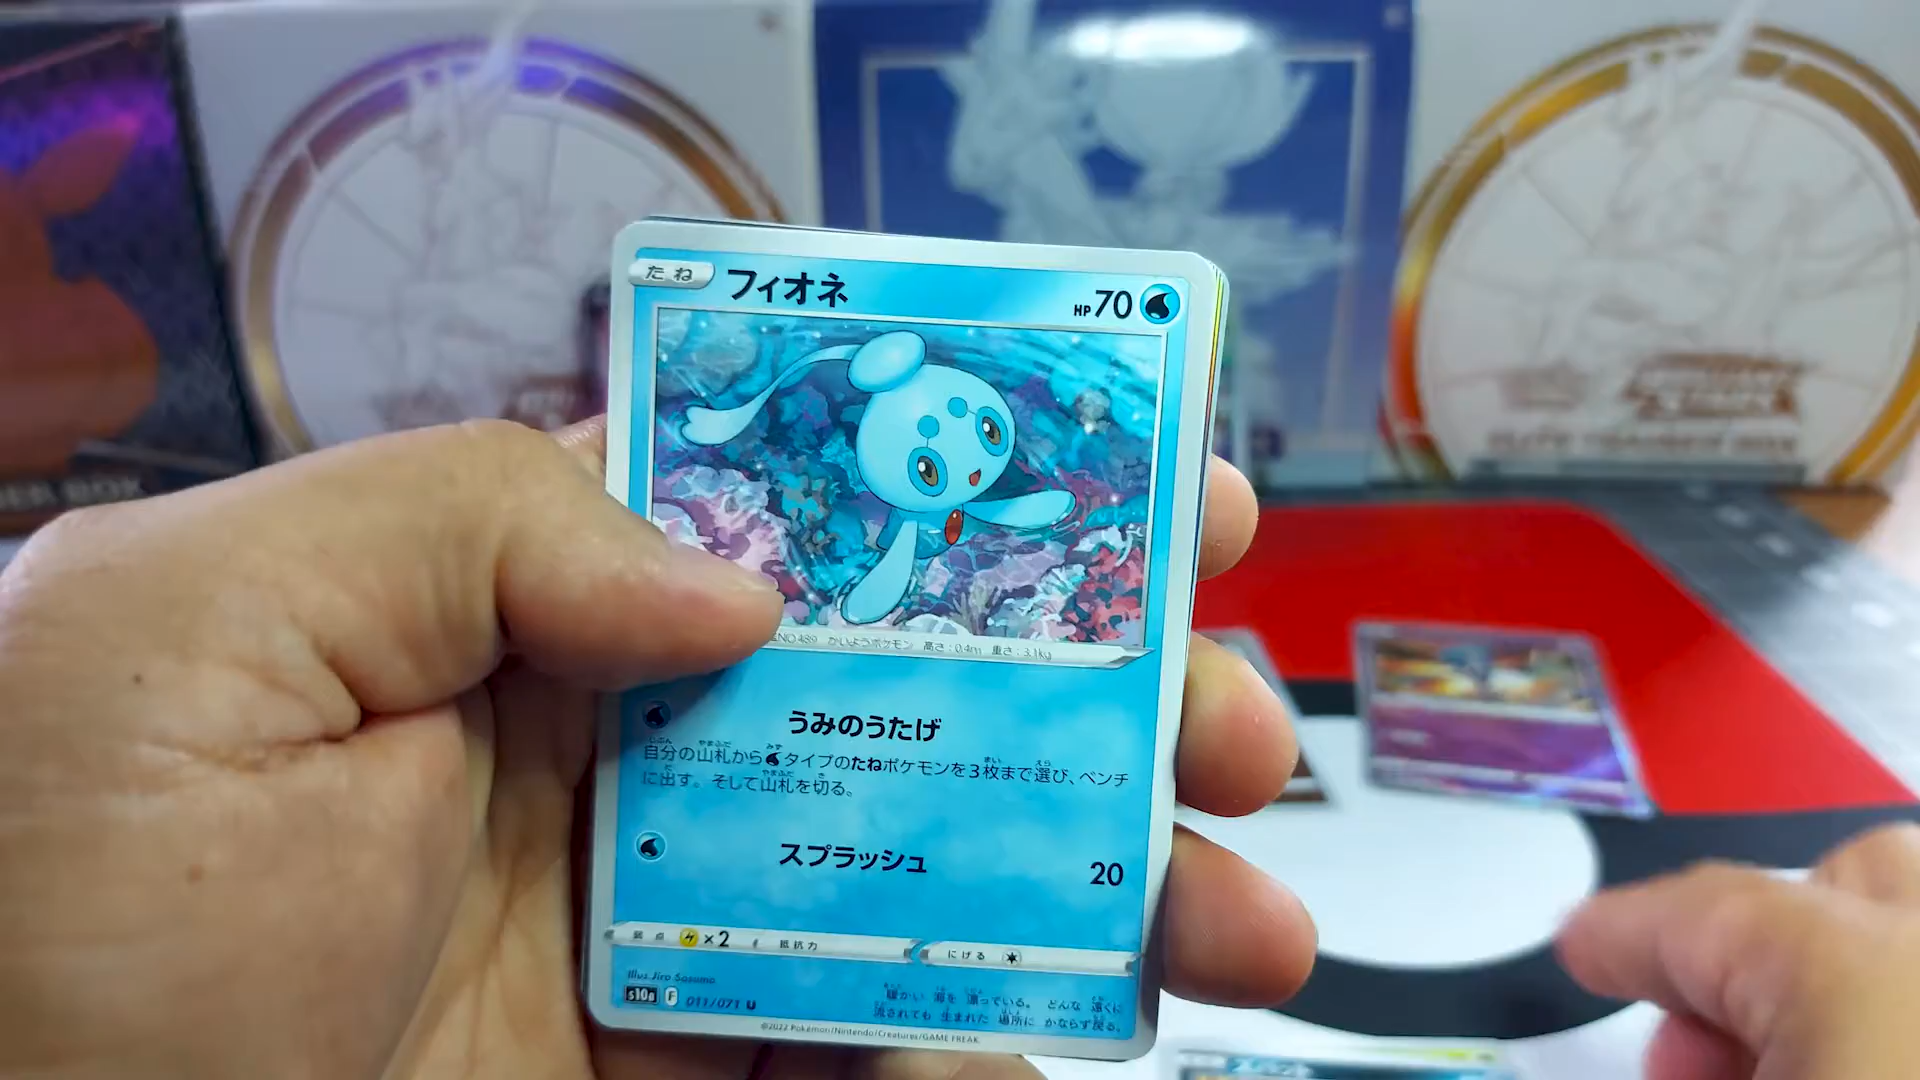 たね フィオネ HP70
NO.489 かいようポケモン 高さ:0.4m 重さ:3.1kg
うみのうたげ
自分の山札から タイプのたねポケモンを3枚まで選び、ベンチ
に出す。そして山札を切る。
スプラッシュ 20
弱点 ×2 抵抗力 にげる
Illus. Jiro Sasumo
s10a F 011/071 U
暖かい 海を 漂っている。 どんな 遠くに
流されても 生まれた 場所に かならず戻る。
©2022 Pokémon/Nintendo/Creatures/GAME FREAK.